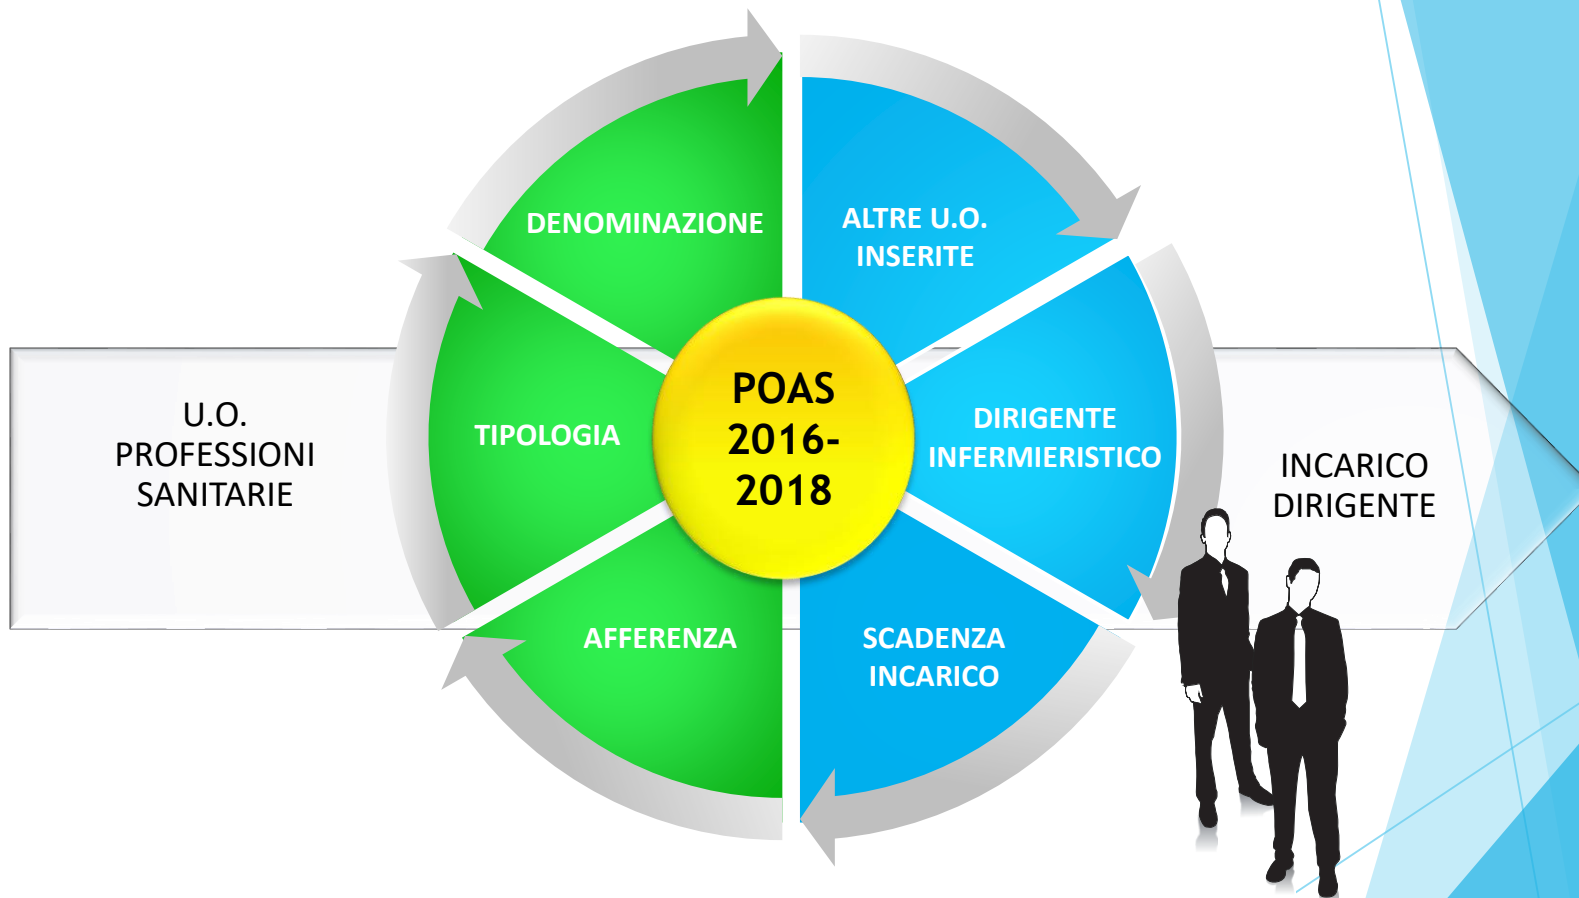 DENOMINAZIONE
ALTRE U.O.
INSERITE
U.O.
PROFESSIONI
SANITARIE
TIPOLOGIA
POAS
2016-
2018
DIRIGENTE
INFERMIERISTICO
INCARICO
DIRIGENTE
AFFERENZA
SCADENZA
INCARICO